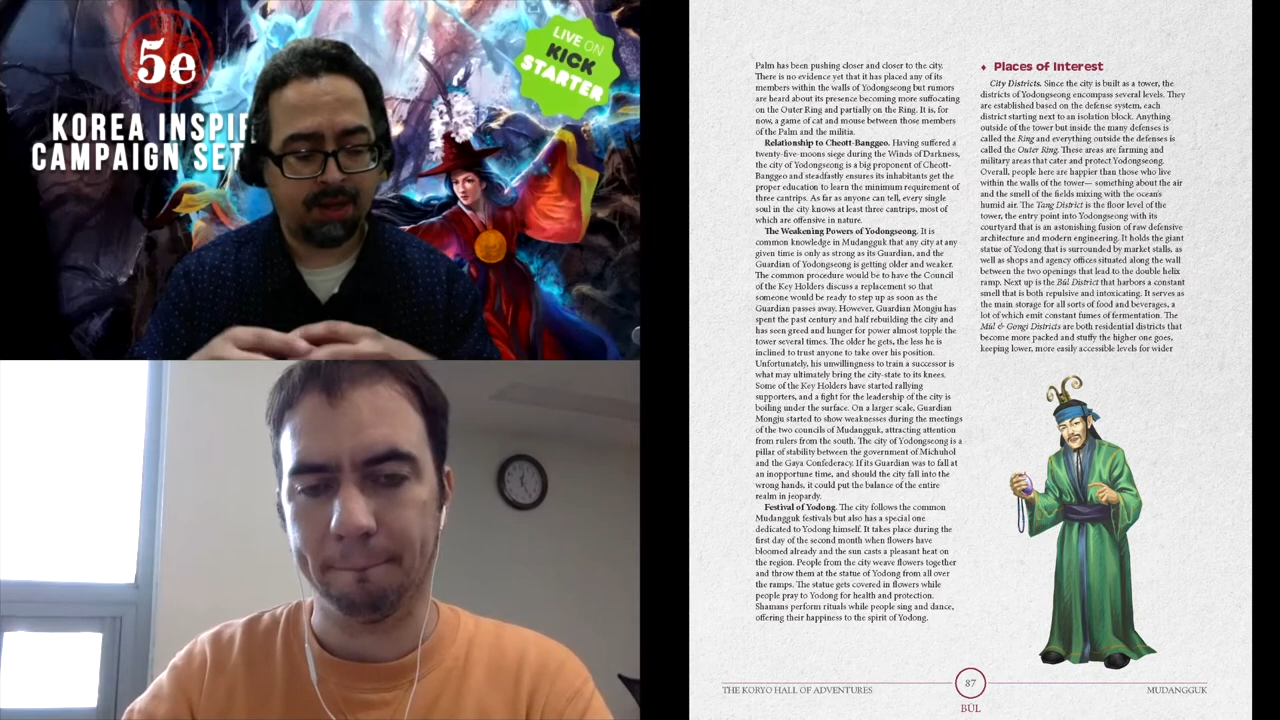 5e
KOREA INSPIR
CAMPAIGN SET
LIVE ON
KICK
STARTER
Palm has been pushing closer and closer to the city.
There is no evidence yet that it has placed any of its
members within the walls of Yodongseong but rumors
are heard about its presence becoming more suffocating
on the Outer Ring and partially on the Ring. It is, for
now, a game of cat and mouse between those members
of the Palm and the militia.
Relationship to Cheott-Banggeo. Having suffered a
twenty-five-moons siege during the Winds of Darkness,
the city of Yodongseong is a big proponent of Cheott-
Banggeo and steadfastly ensures its inhabitants get the
proper education to learn the minimum requirement of
three cantrips. As far as anyone can tell, every single
soul in the city knows at least three cantrips, most of
which are offensive in nature.
The Weakening Powers of Yodongseong. It is
common knowledge in Mudangguk that any city at any
given time is only as strong as its Guardian, and the
Guardian of Yodongseong is getting older and weaker.
The common procedure would be to have the Council
of the Key Holders discuss a replacement so that
someone would be ready to step up as soon as the
Guardian passes away. However, Guardian Mongju has
spent the past century and half rebuilding the city and
has seen greed and hunger for power almost topple the
tower several times. The older he gets, the less he is
inclined to trust anyone to take over his position.
Unfortunately, his unwillingness to train a successor is
what may ultimately bring the city-state to its knees.
Some of the Key Holders have started rallying
supporters, and a fight for the leadership of the city is
boiling under the surface. On a larger scale, Guardian
Mongju started to show weaknesses during the meetings
of the two councils of Mudangguk, attracting attention
from rulers from the south. The city of Yodongseong is a
pillar of stability between the government of Michuhol
and the Gaya Confederacy. If its Guardian was to fall at
an inopportune time, and should the city fall into the
wrong hands, it could put the balance of the entire
realm in jeopardy.
Festival of Yodong. The city follows the common
Mudangguk festivals but also has a special one
dedicated to Yodong himself. It takes place during the
first day of the second month when flowers have
bloomed already and the sun casts a pleasant heat on
the region. People from the city weave flowers together
and throw them at the statue of Yodong from all over
the ramps. The statue gets covered in flowers while
people pray to Yodong for health and protection.
Shamans perform rituals while people sing and dance,
offering their happiness to the spirit of Yodong.
♦ Places of Interest
City Districts. Since the city is built as a tower, the
districts of Yodongseong encompass several levels. They
are established based on the defense system, each
district starting next to an isolation block. Anything
outside of the tower but inside the many defenses is
called the Ring and everything outside the defenses is
called the Outer Ring. These areas are farming and
military areas that cater and protect Yodongseong.
Overall, people here are happier than those who live
within the walls of the tower— something about the air
and the smell of the fields mixing with the ocean's
humid air. The Tang District is the floor level of the
tower, the entry point into Yodongseong with its
courtyard that is an astonishing fusion of raw defensive
architecture and modern engineering. It holds the giant
statue of Yodong that is surrounded by market stalls, as
well as shops and agency offices situated along the wall
between the two openings that lead to the double helix
ramp. Next up is the Búl District that harbors a constant
smell that is both repulsive and intoxicating. It serves as
the main storage for all sorts of food and beverages, a
lot of which emit constant fumes of fermentation. The
Múl & Gongi Districts are both residential districts that
become more packed and stuffy the higher one goes,
keeping lower, more easily accessible levels for wider
THE KORYO HALL OF ADVENTURES
87
MUDANGGUK
BÚL